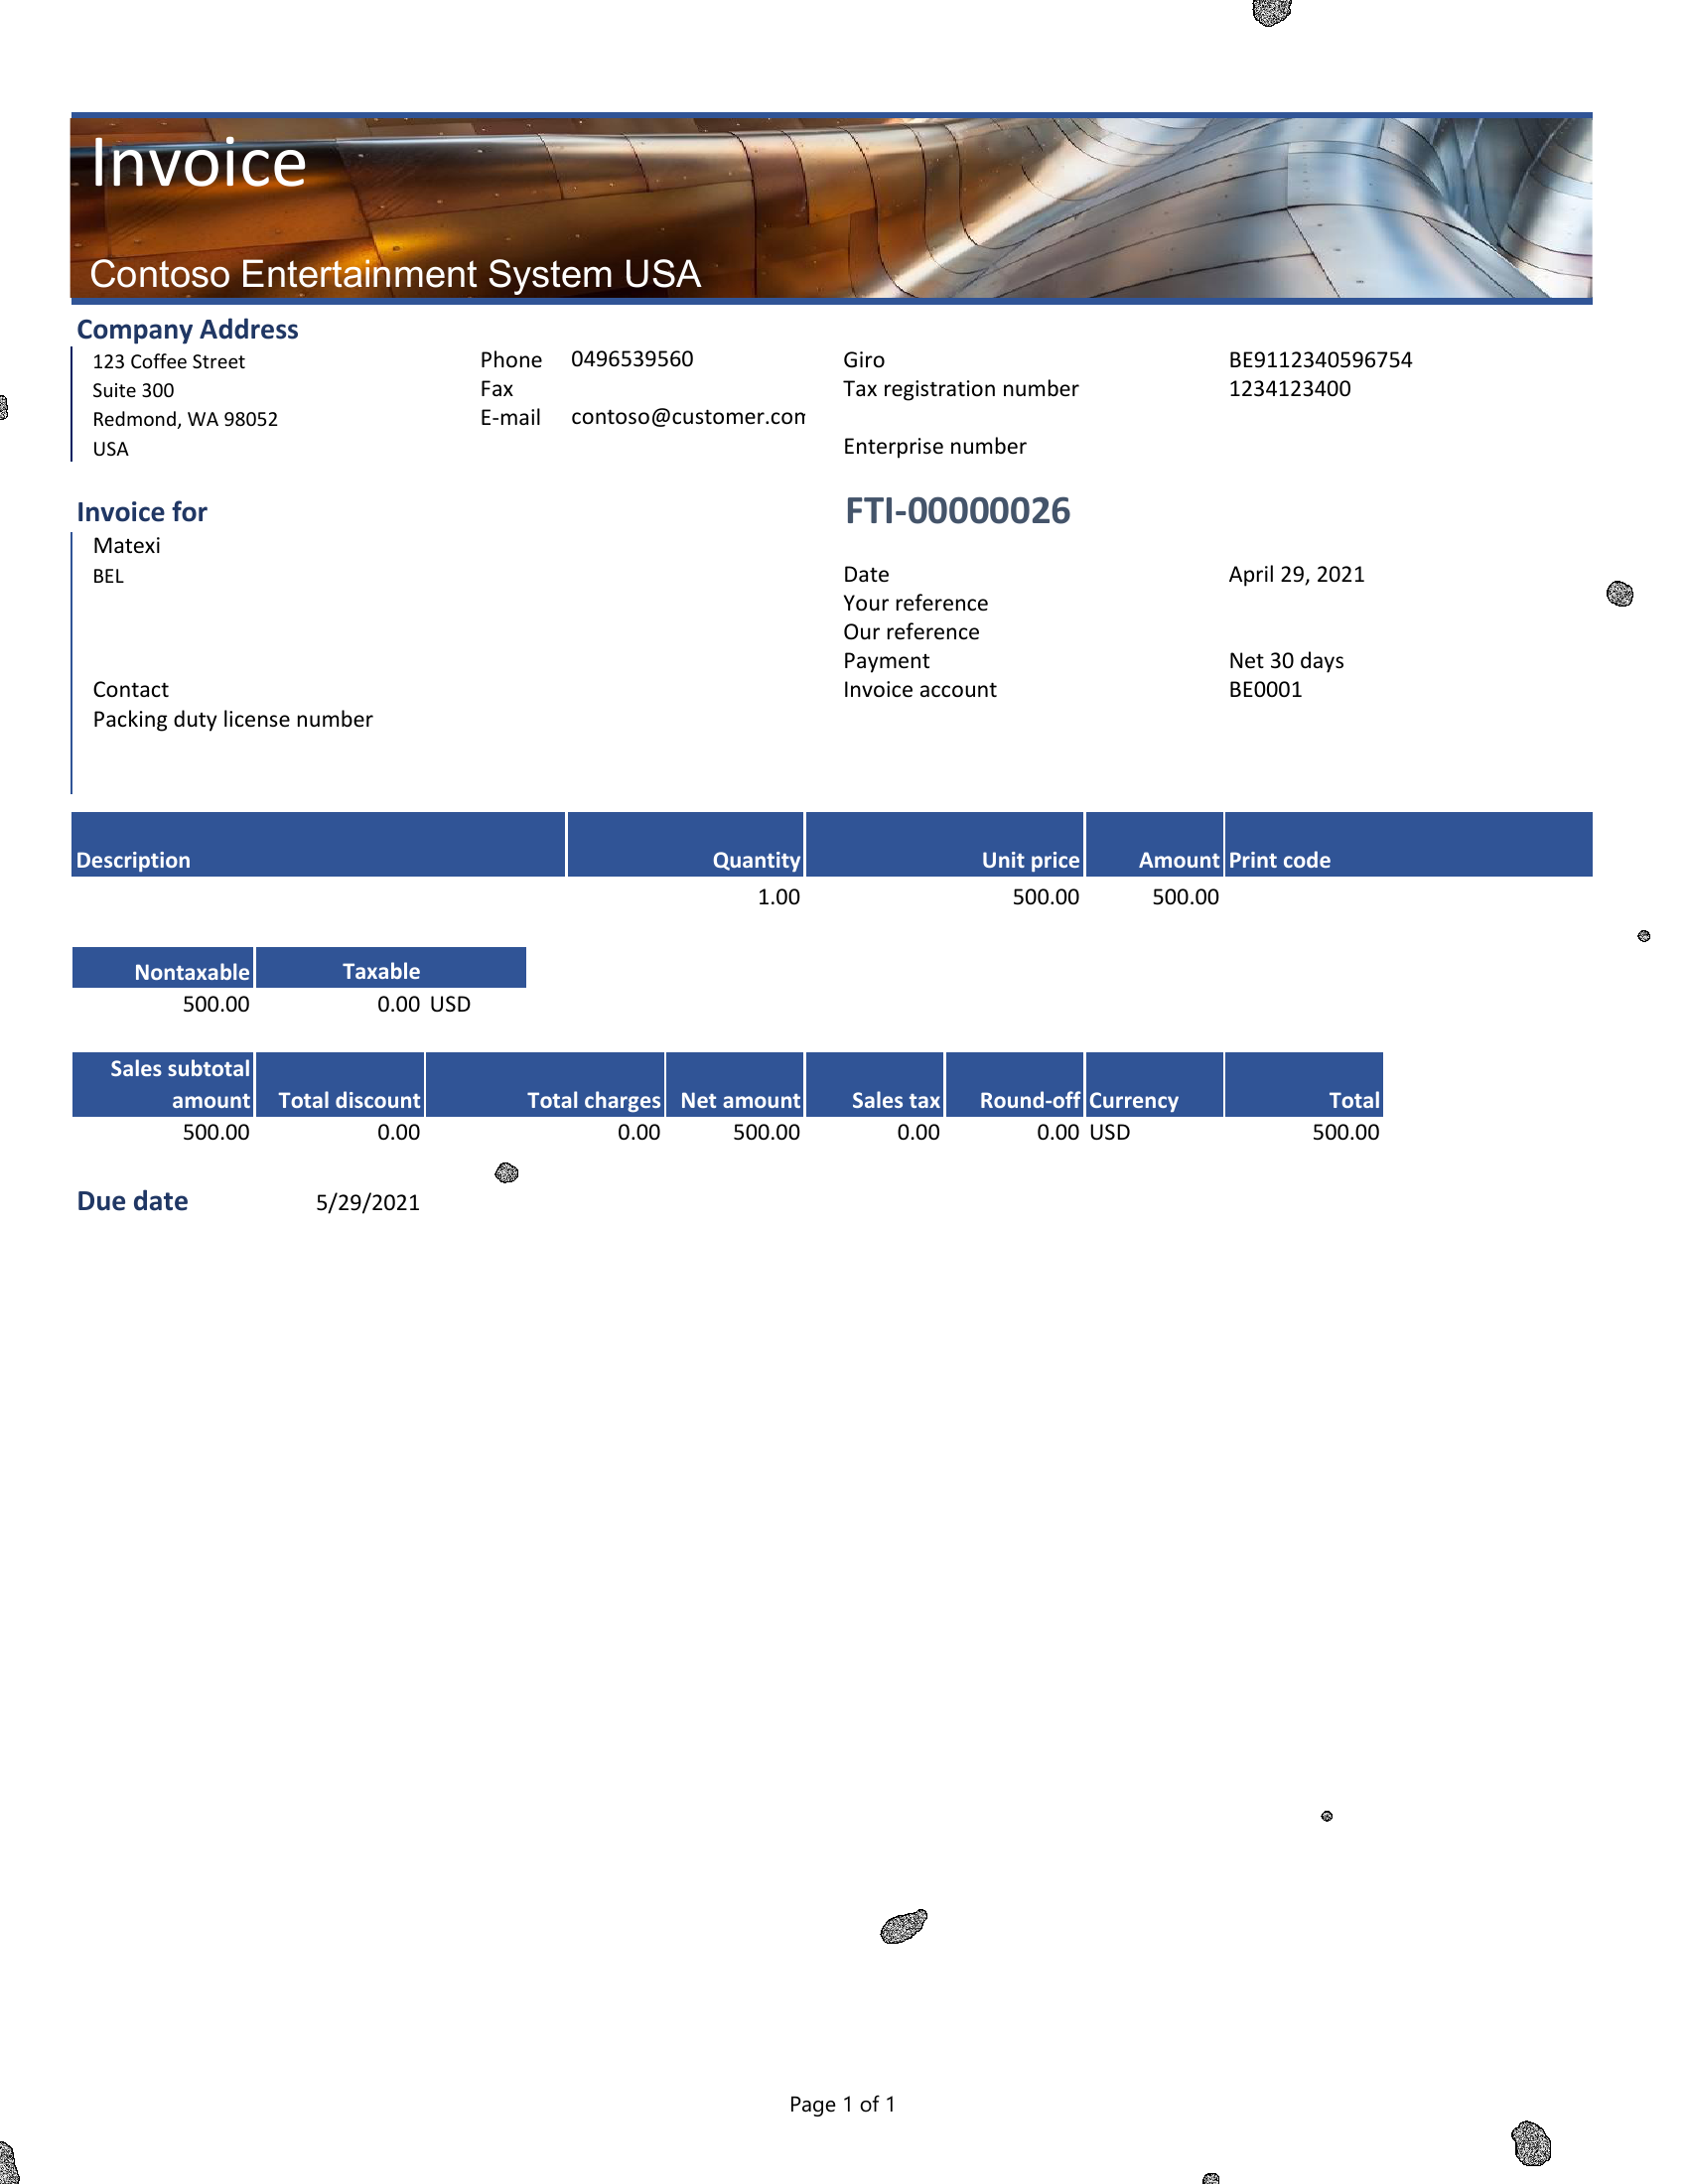 Invoice
Contoso Entertainment System USA
Company Address
123 Coffee Street
Suite 300
Redmond, WA 98052
USA
Phone 0496539560
Fax
E-mail contoso@customer.com
Giro BE9112340596754
Tax registration number 1234123400
Enterprise number
Invoice for
Matexi
BEL
Contact
Packing duty license number
FTI-00000026
Date April 29, 2021
Your reference
Our reference
Payment Net 30 days
Invoice account BE0001
Description Quantity Unit price Amount Print code
1.00 500.00 500.00
Nontaxable Taxable
500.00 0.00 USD
Sales subtotal amount Total discount Total charges Net amount Sales tax Round-off Currency Total
500.00 0.00 0.00 500.00 0.00 0.00 USD 500.00
Due date 5/29/2021
Page 1 of 1